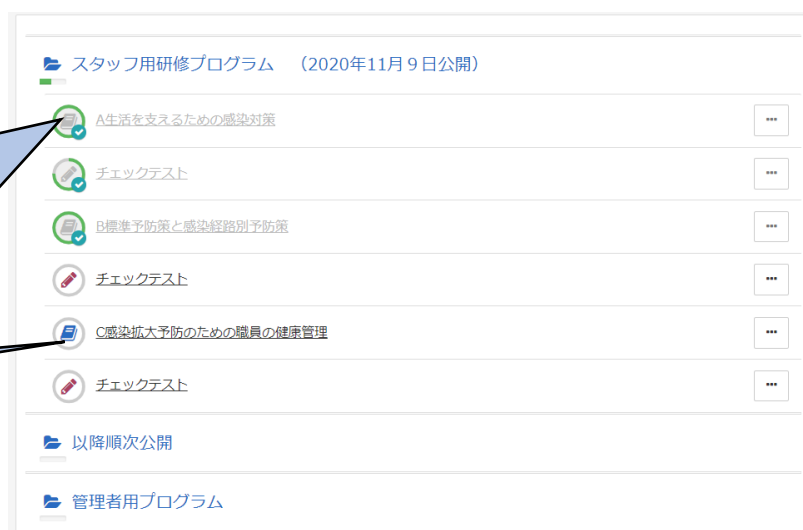 スタッフ用研修プログラム　（2020年11月９日公開）
A生活を支えるための感染対策
チェックテスト
B標準予防策と感染経路別予防策
チェックテスト
C感染拡大予防のための職員の健康管理
チェックテスト
以降順次公開
管理者用プログラム